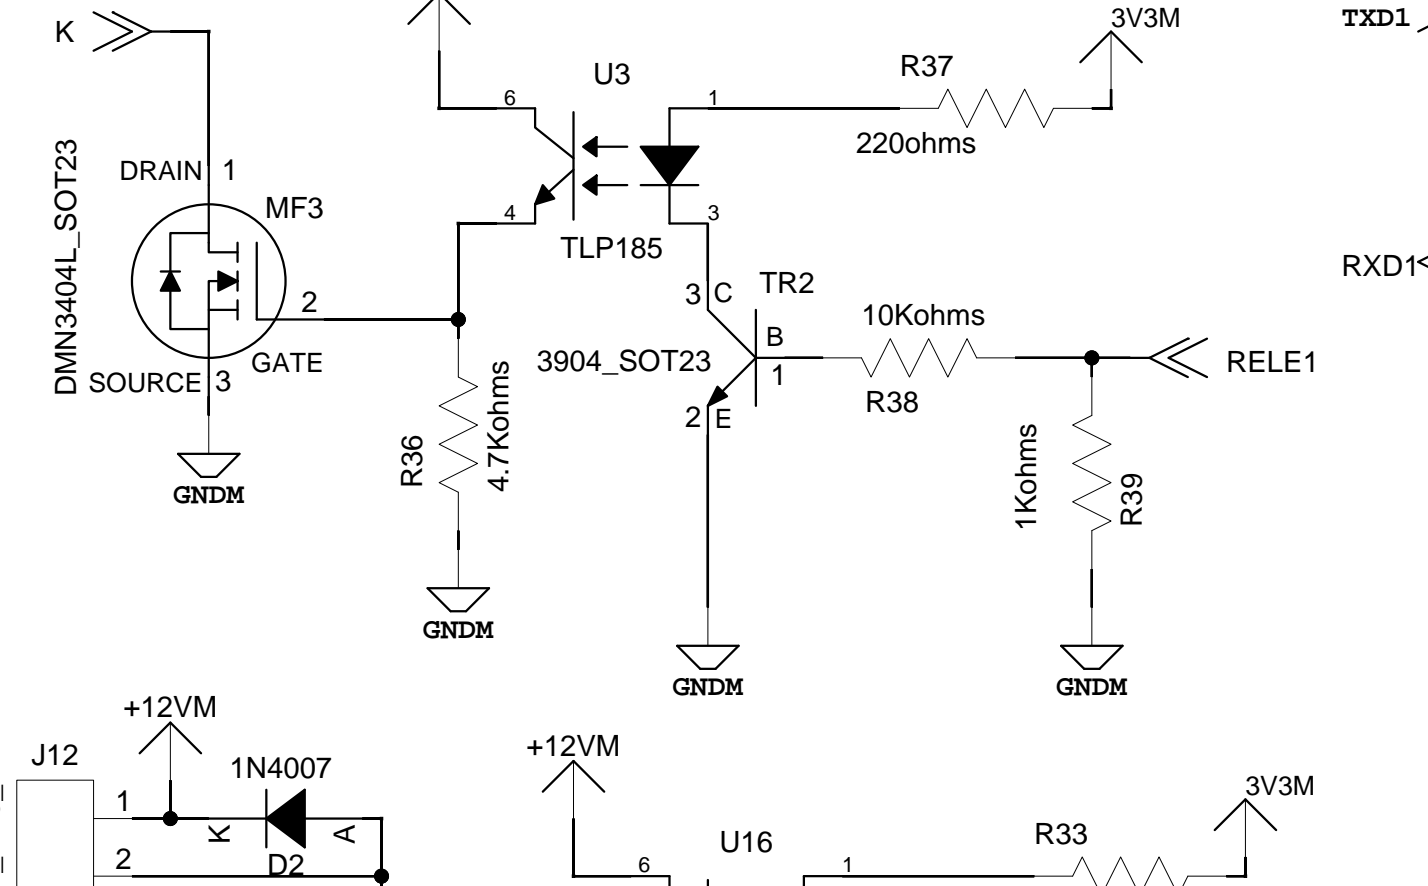 K
3V3M
TXD1
U3
R37
6
1
220ohms
DRAIN 1
DMN3404L_SOT23
MF3
4
3
TLP185
RXD1
2
3 C
TR2
10Kohms
B
3904_SOT23
1
RELE1
GATE
SOURCE 3
R38
2 E
R36
4.7Kohms
1Kohms
R39
GNDM
GNDM
GNDM
GNDM
+12VM
J12
1N4007
+12VM
3V3M
1
K
A
U16
R33
2
D2
6
1